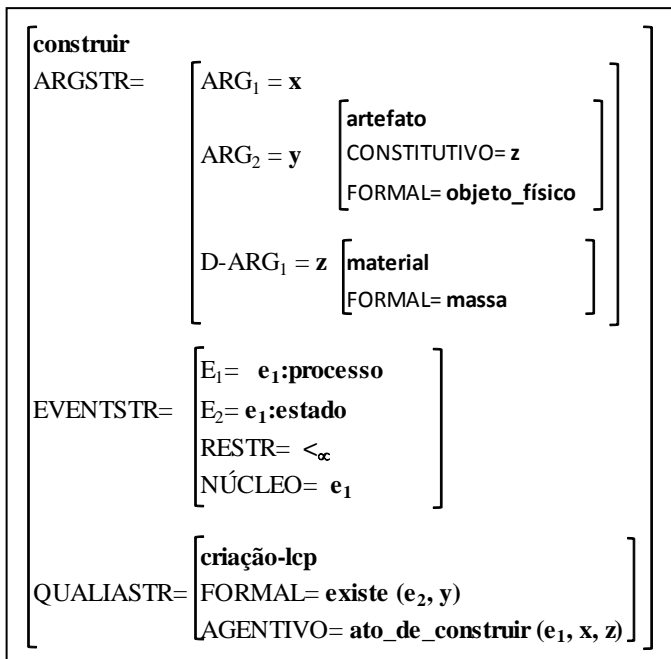 construir
ARGSTR= ARG₁ = x
artefato
ARG₂ = y CONSTITUTIVO= z
FORMAL= objeto_físico
D-ARG₁ = z material
FORMAL= massa
E₁= e₁:processo
EVENTSTR= E₂= e₁:estado
RESTR= <∝
NÚCLEO= e₁
criação-lcp
QUALIASTR= FORMAL= existe (e₂, y)
AGENTIVO= ato_de_construir (e₁, x, z)